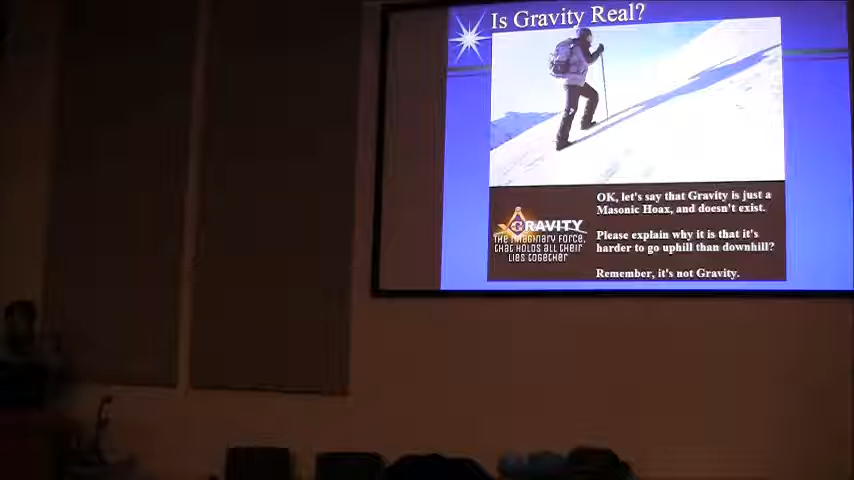 Is Gravity Real?
OK, let's say that Gravity is just a
Masonic Hoax, and doesn't exist.
Please explain why it is that it's
harder to go uphill than downhill?
Remember, it's not Gravity.
GRAVITY
THE IMAGINARY FORCE,
THAT HOLDS ALL THEIR
LIES TOGETHER